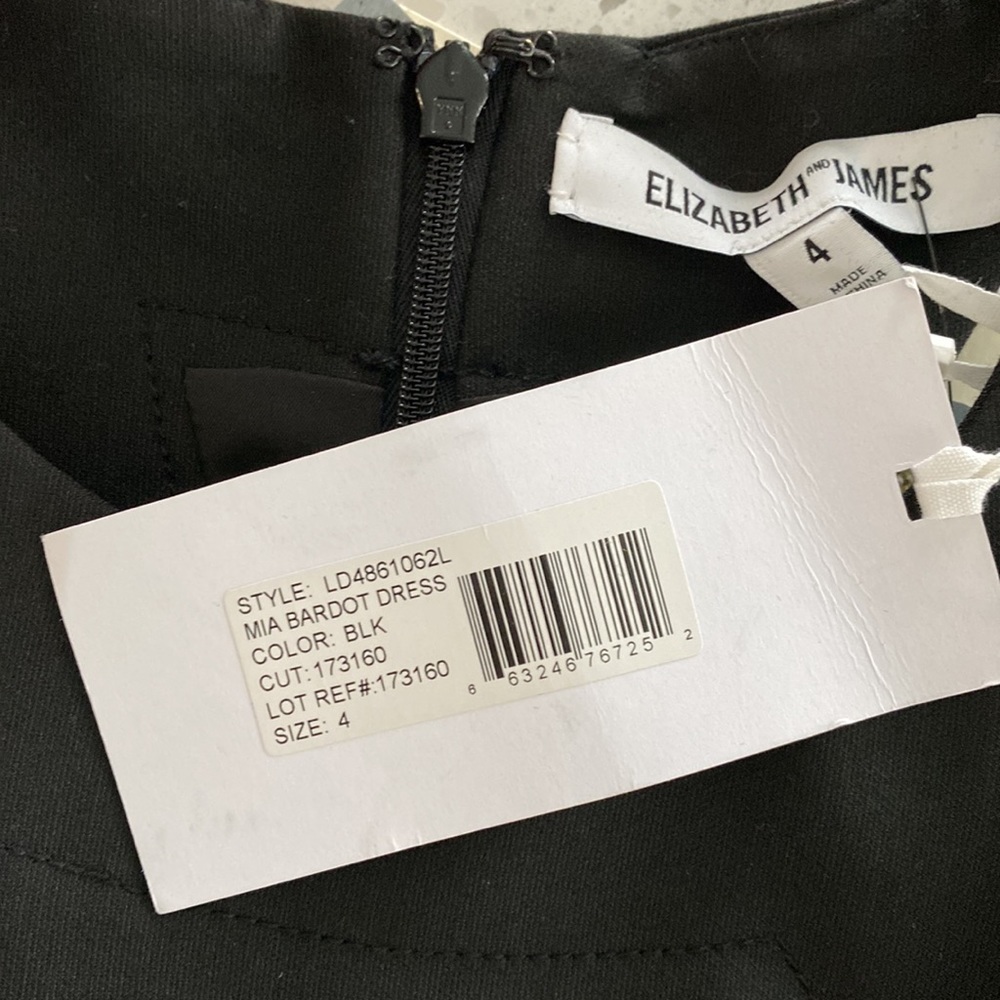 ELIZABETH AND JAMES
4
MADE
CHINA
STYLE: LD4861062L
MIA BARDOT DRESS
COLOR: BLK
CUT:173160
LOT REF#:173160
SIZE: 4
6 63246 76725 2